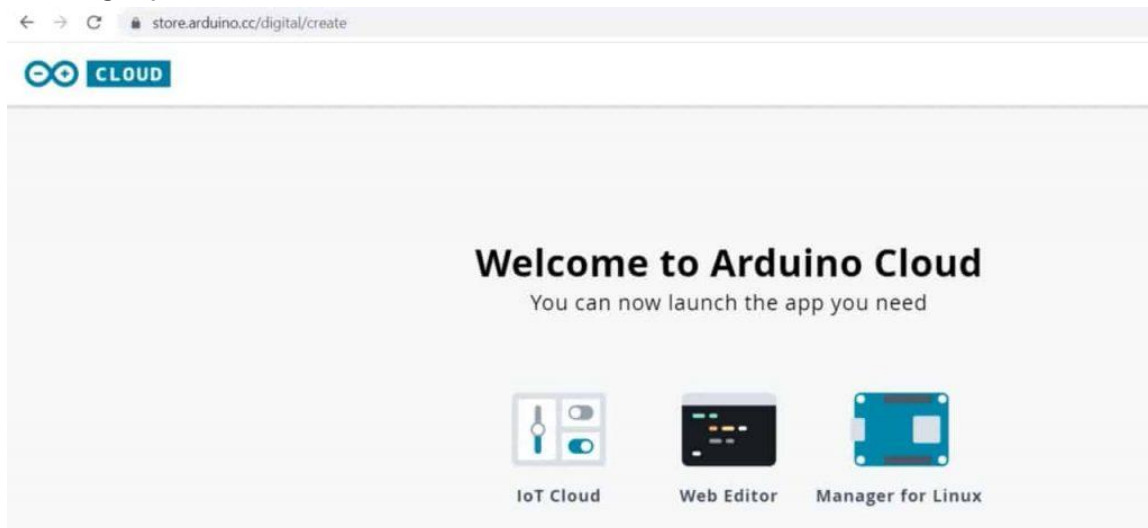 store.arduino.cc/digital/create
CLOUD
Welcome to Arduino Cloud
You can now launch the app you need
IoT Cloud Web Editor Manager for Linux